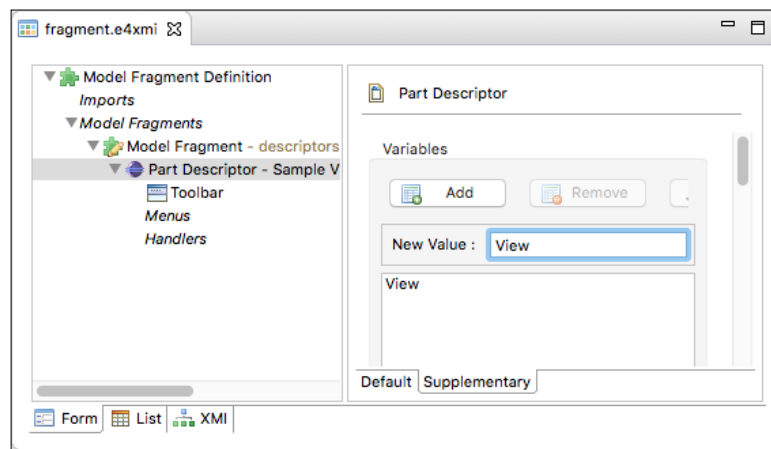 fragment.e4xmi
Model Fragment Definition
Imports
Model Fragments
Model Fragment - descriptors
Part Descriptor - Sample V
Toolbar
Menus
Handlers
Part Descriptor
Variables
Add Remove
New Value : View
View
Default Supplementary
Form List XMI